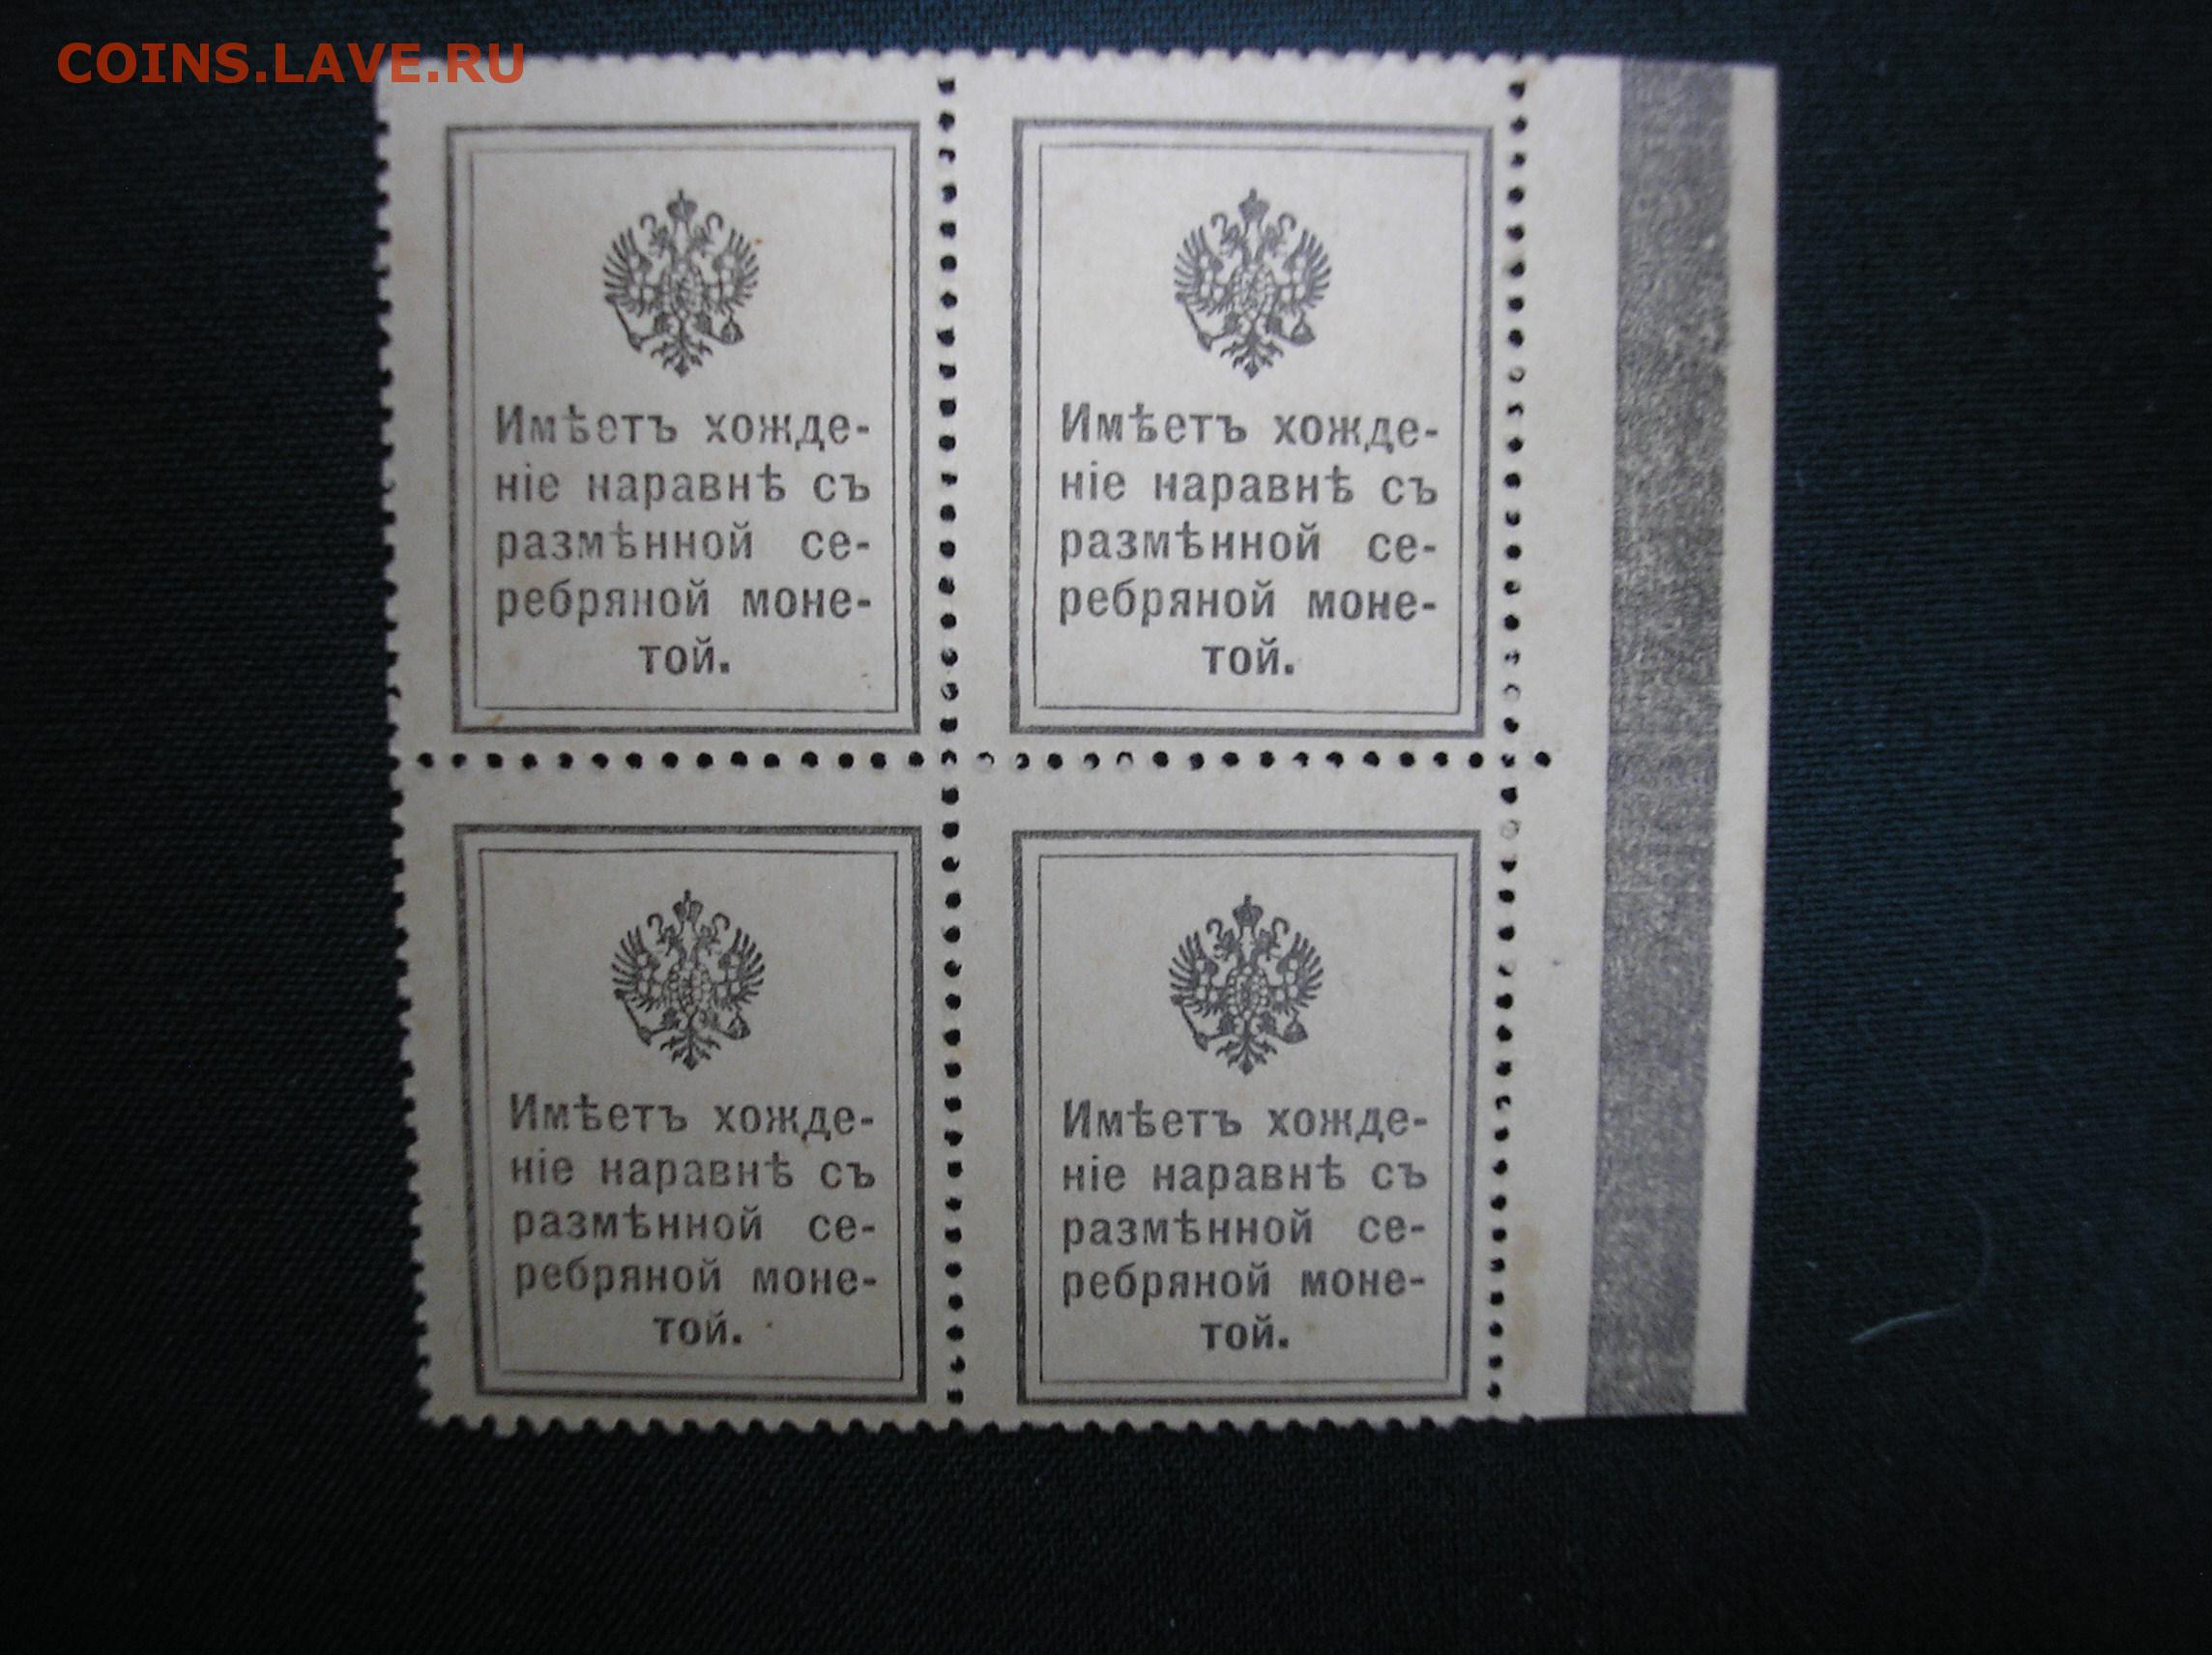 COINS.LAVE.RU
Имѣетъ хожде-
ніе наравнѣ съ
размѣнной се-
ребряной моне-
той.
Имѣетъ хожде-
ніе наравнѣ съ
размѣнной се-
ребряной моне-
той.
Имѣетъ хожде-
ніе наравнѣ съ
размѣнной се-
ребряной моне-
той.
Имѣетъ хожде-
ніе наравнѣ съ
размѣнной се-
ребряной моне-
той.